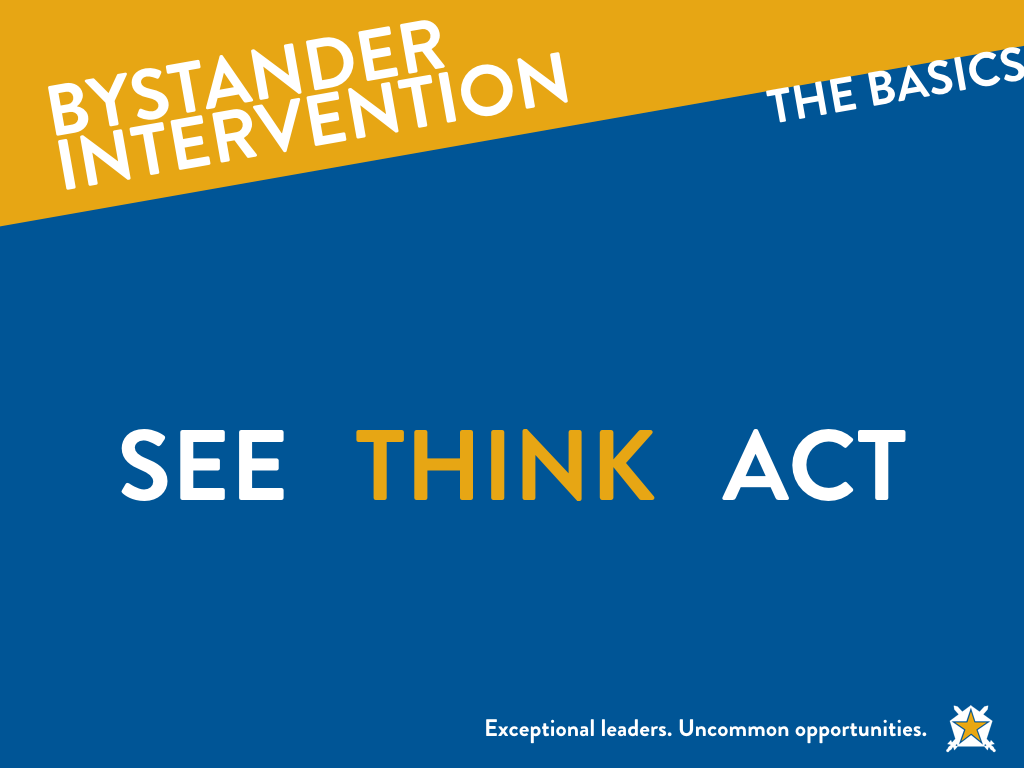 BYSTANDER
INTERVENTION
THE BASICS
SEE THINK ACT
Exceptional leaders. Uncommon opportunities.